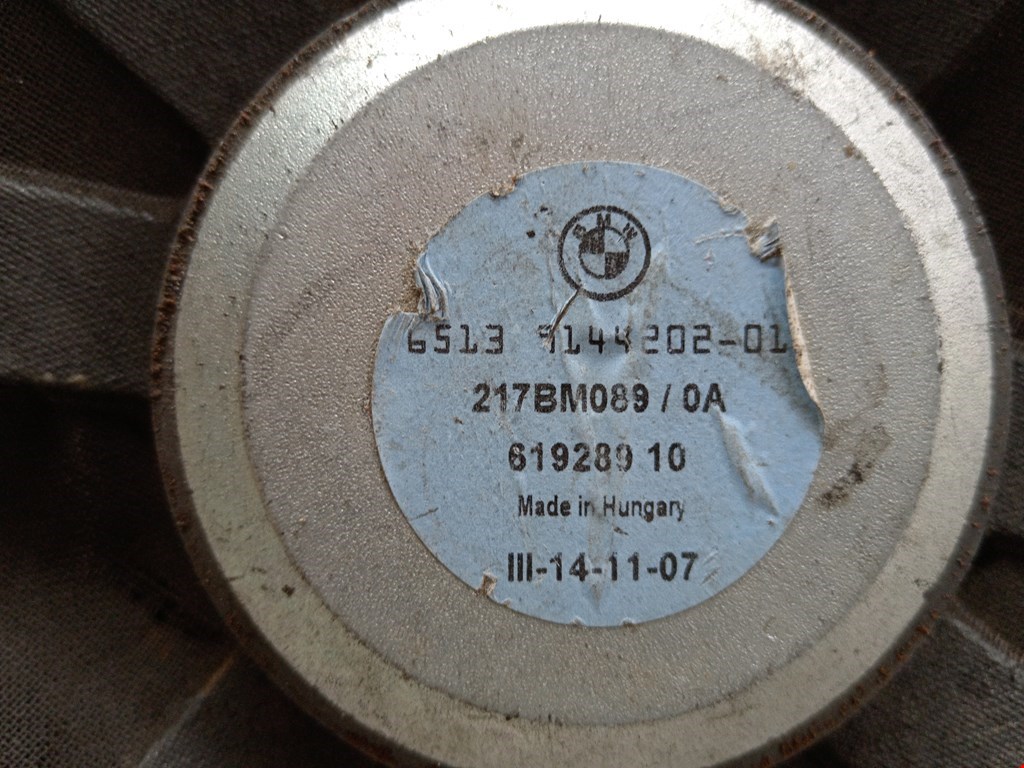 BMW
6513 9144202-01
217BM089 / 0A
619289 10
Made in Hungary
III-14-11-07